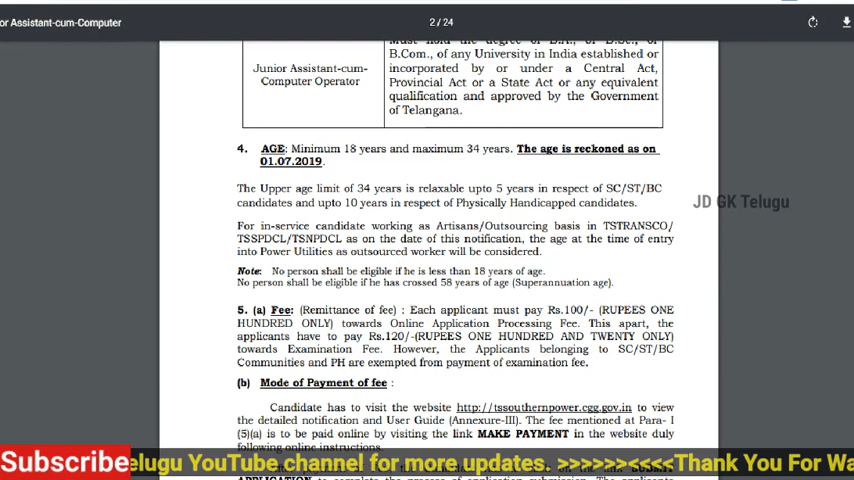 or Assistant-cum-Computer
2 / 24
Must hold the degree of B.A., or B.Sc., or
B.Com., of any University in India established or
incorporated by or under a Central Act,
Provincial Act or a State Act or any equivalent
qualification and approved by the Government
of Telangana.
Junior Assistant-cum-
Computer Operator
4. AGE: Minimum 18 years and maximum 34 years. The age is reckoned as on
01.07.2019.
The Upper age limit of 34 years is relaxable upto 5 years in respect of SC/ST/BC
candidates and upto 10 years in respect of Physically Handicapped candidates.
JD GK Telugu
For in-service candidate working as Artisans/Outsourcing basis in TSTRANSCO/
TSSPDCL/TSNPDCL as on the date of this notification, the age at the time of entry
into Power Utilities as outsourced worker will be considered.
Note: No person shall be eligible if he is less than 18 years of age.
No person shall be eligible if he has crossed 58 years of age (Superannuation age).
5. (a) Fee: (Remittance of fee) : Each applicant must pay Rs.100/- (RUPEES ONE
HUNDRED ONLY) towards Online Application Processing Fee. This apart, the
applicants have to pay Rs.120/-(RUPEES ONE HUNDRED AND TWENTY ONLY)
towards Examination Fee. However, the Applicants belonging to SC/ST/BC
Communities and PH are exempted from payment of examination fee.
(b) Mode of Payment of fee :
Candidate has to visit the website http://tssouthernpower.cgg.gov.in to view
the detailed notification and User Guide (Annexure-III). The fee mentioned at Para- I
(5)(a) is to be paid online by visiting the link MAKE PAYMENT in the website duly
following online instructions.
Subscribe
elugu YouTube channel for more updates. >>>>>><<<<Thank You For Wa